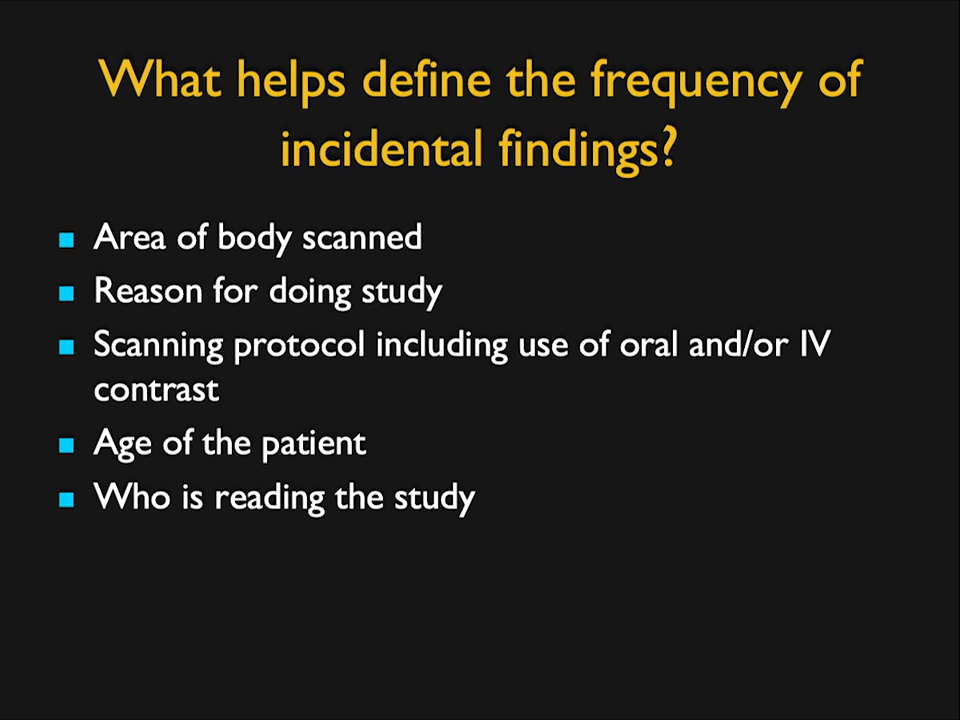 What helps define the frequency of
incidental findings?
Area of body scanned
Reason for doing study
Scanning protocol including use of oral and/or IV
contrast
Age of the patient
Who is reading the study